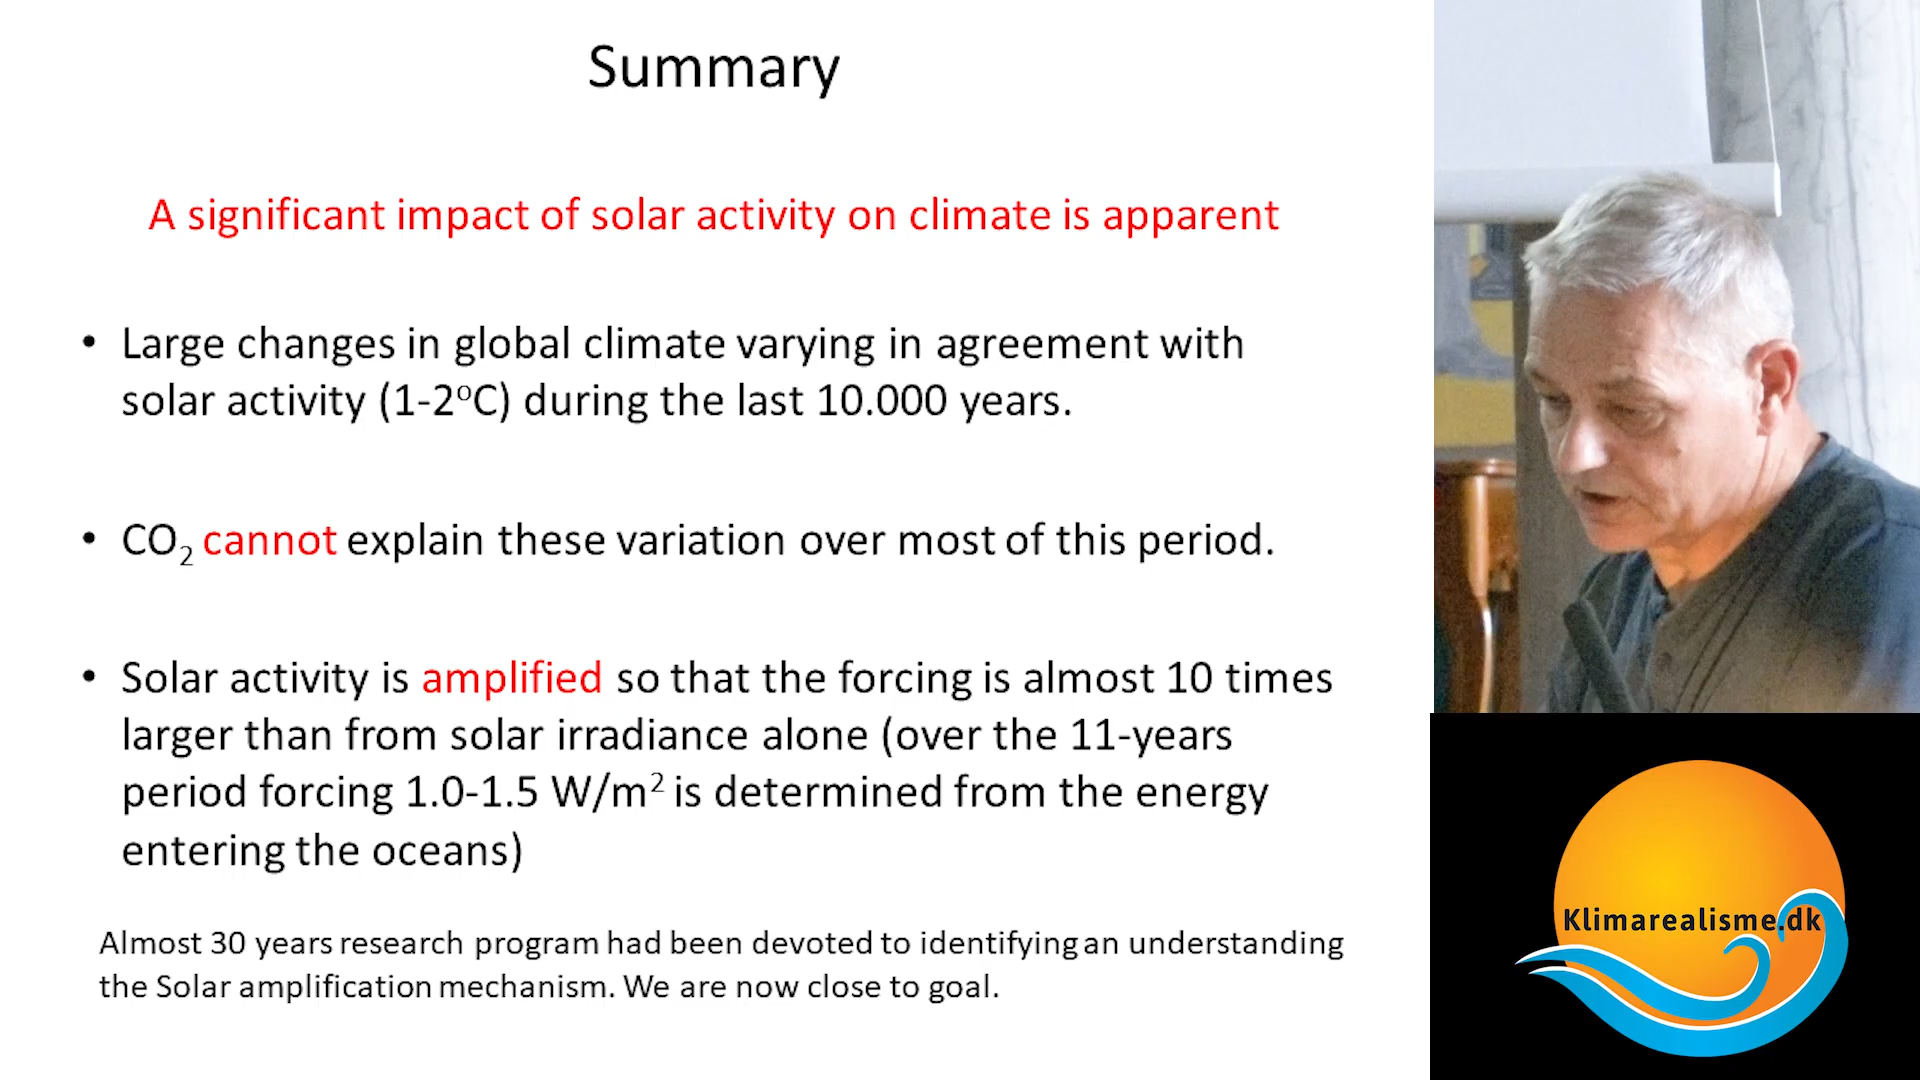 Summary
A significant impact of solar activity on climate is apparent
• Large changes in global climate varying in agreement with
solar activity (1-2°C) during the last 10.000 years.
• CO₂ cannot explain these variation over most of this period.
• Solar activity is amplified so that the forcing is almost 10 times
larger than from solar irradiance alone (over the 11-years
period forcing 1.0-1.5 W/m² is determined from the energy
entering the oceans)
Almost 30 years research program had been devoted to identifying an understanding
the Solar amplification mechanism. We are now close to goal.
Klimarealisme.dk